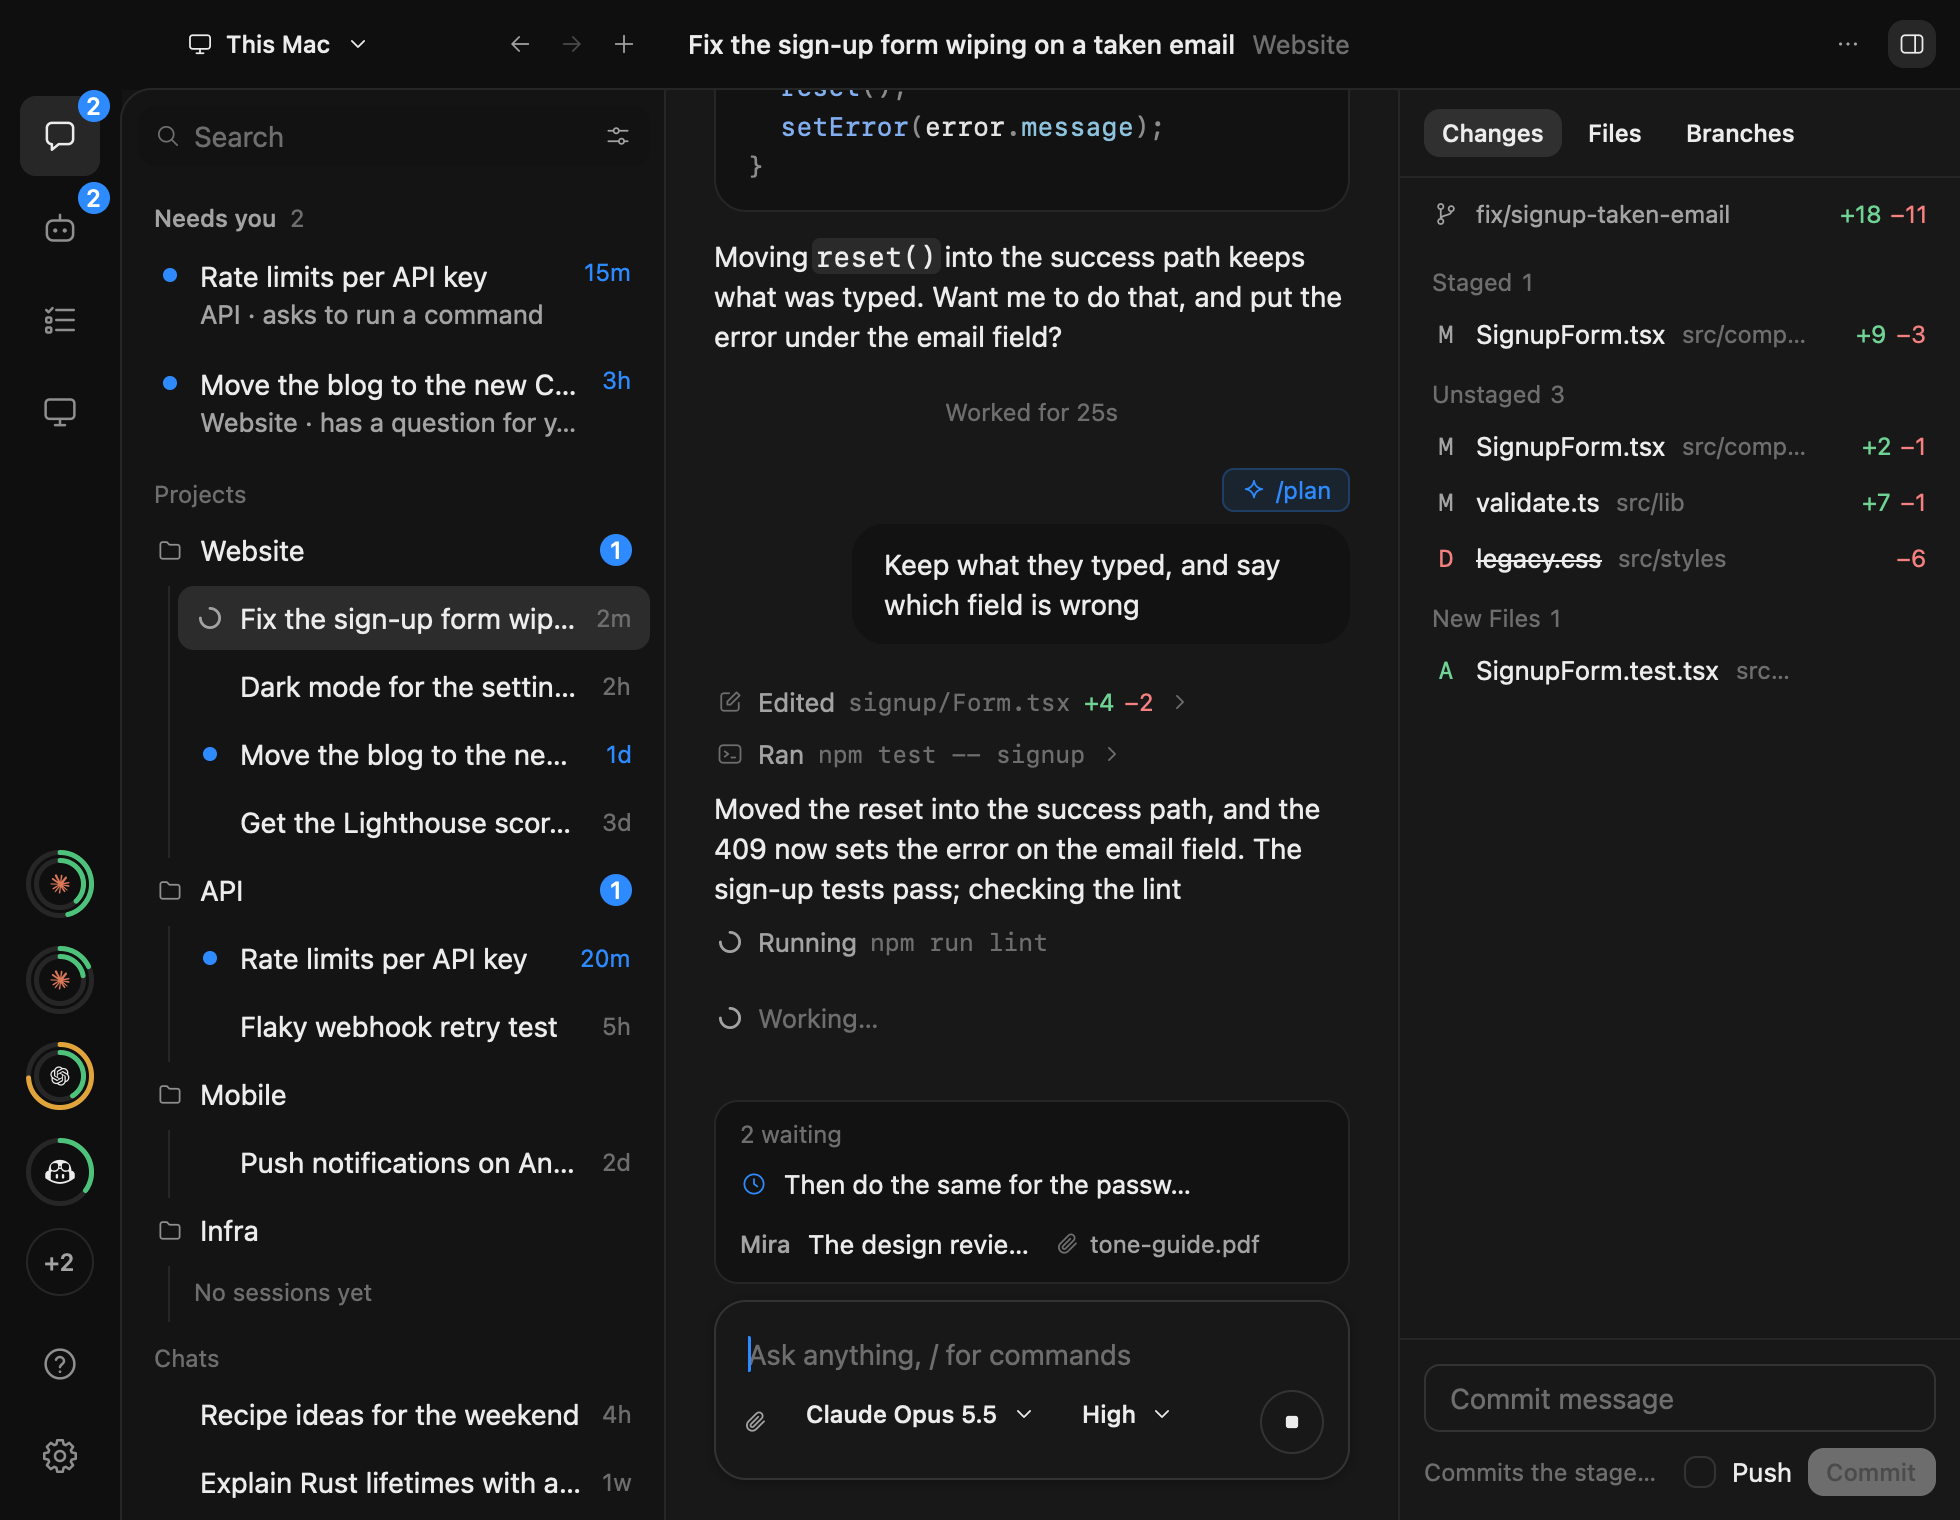 This Mac
Fix the sign-up form wiping on a taken email Website
2
2
+2
Search
Needs you 2
Rate limits per API key 15m
API · asks to run a command
Move the blog to the new C... 3h
Website · has a question for y...
Projects
Website 1
Fix the sign-up form wip... 2m
Dark mode for the settin... 2h
Move the blog to the ne... 1d
Get the Lighthouse scor... 3d
API 1
Rate limits per API key 20m
Flaky webhook retry test 5h
Mobile
Push notifications on An... 2d
Infra
No sessions yet
Chats
Recipe ideas for the weekend 4h
Explain Rust lifetimes with a... 1w
reset();
setError(error.message);
}
Moving reset() into the success path keeps
what was typed. Want me to do that, and put the
error under the email field?
Worked for 25s
/plan
Keep what they typed, and say
which field is wrong
Edited signup/Form.tsx +4 −2
Ran npm test -- signup
Moved the reset into the success path, and the
409 now sets the error on the email field. The
sign-up tests pass; checking the lint
Running npm run lint
Working...
2 waiting
Then do the same for the passw...
Mira The design revie... tone-guide.pdf
Ask anything, / for commands
Claude Opus 5.5 High
Changes Files Branches
fix/signup-taken-email +18 −11
Staged 1
M SignupForm.tsx src/comp... +9 −3
Unstaged 3
M SignupForm.tsx src/comp... +2 −1
M validate.ts src/lib +7 −1
D legacy.css src/styles −6
New Files 1
A SignupForm.test.tsx src...
Commit message
Commits the stage... Push Commit